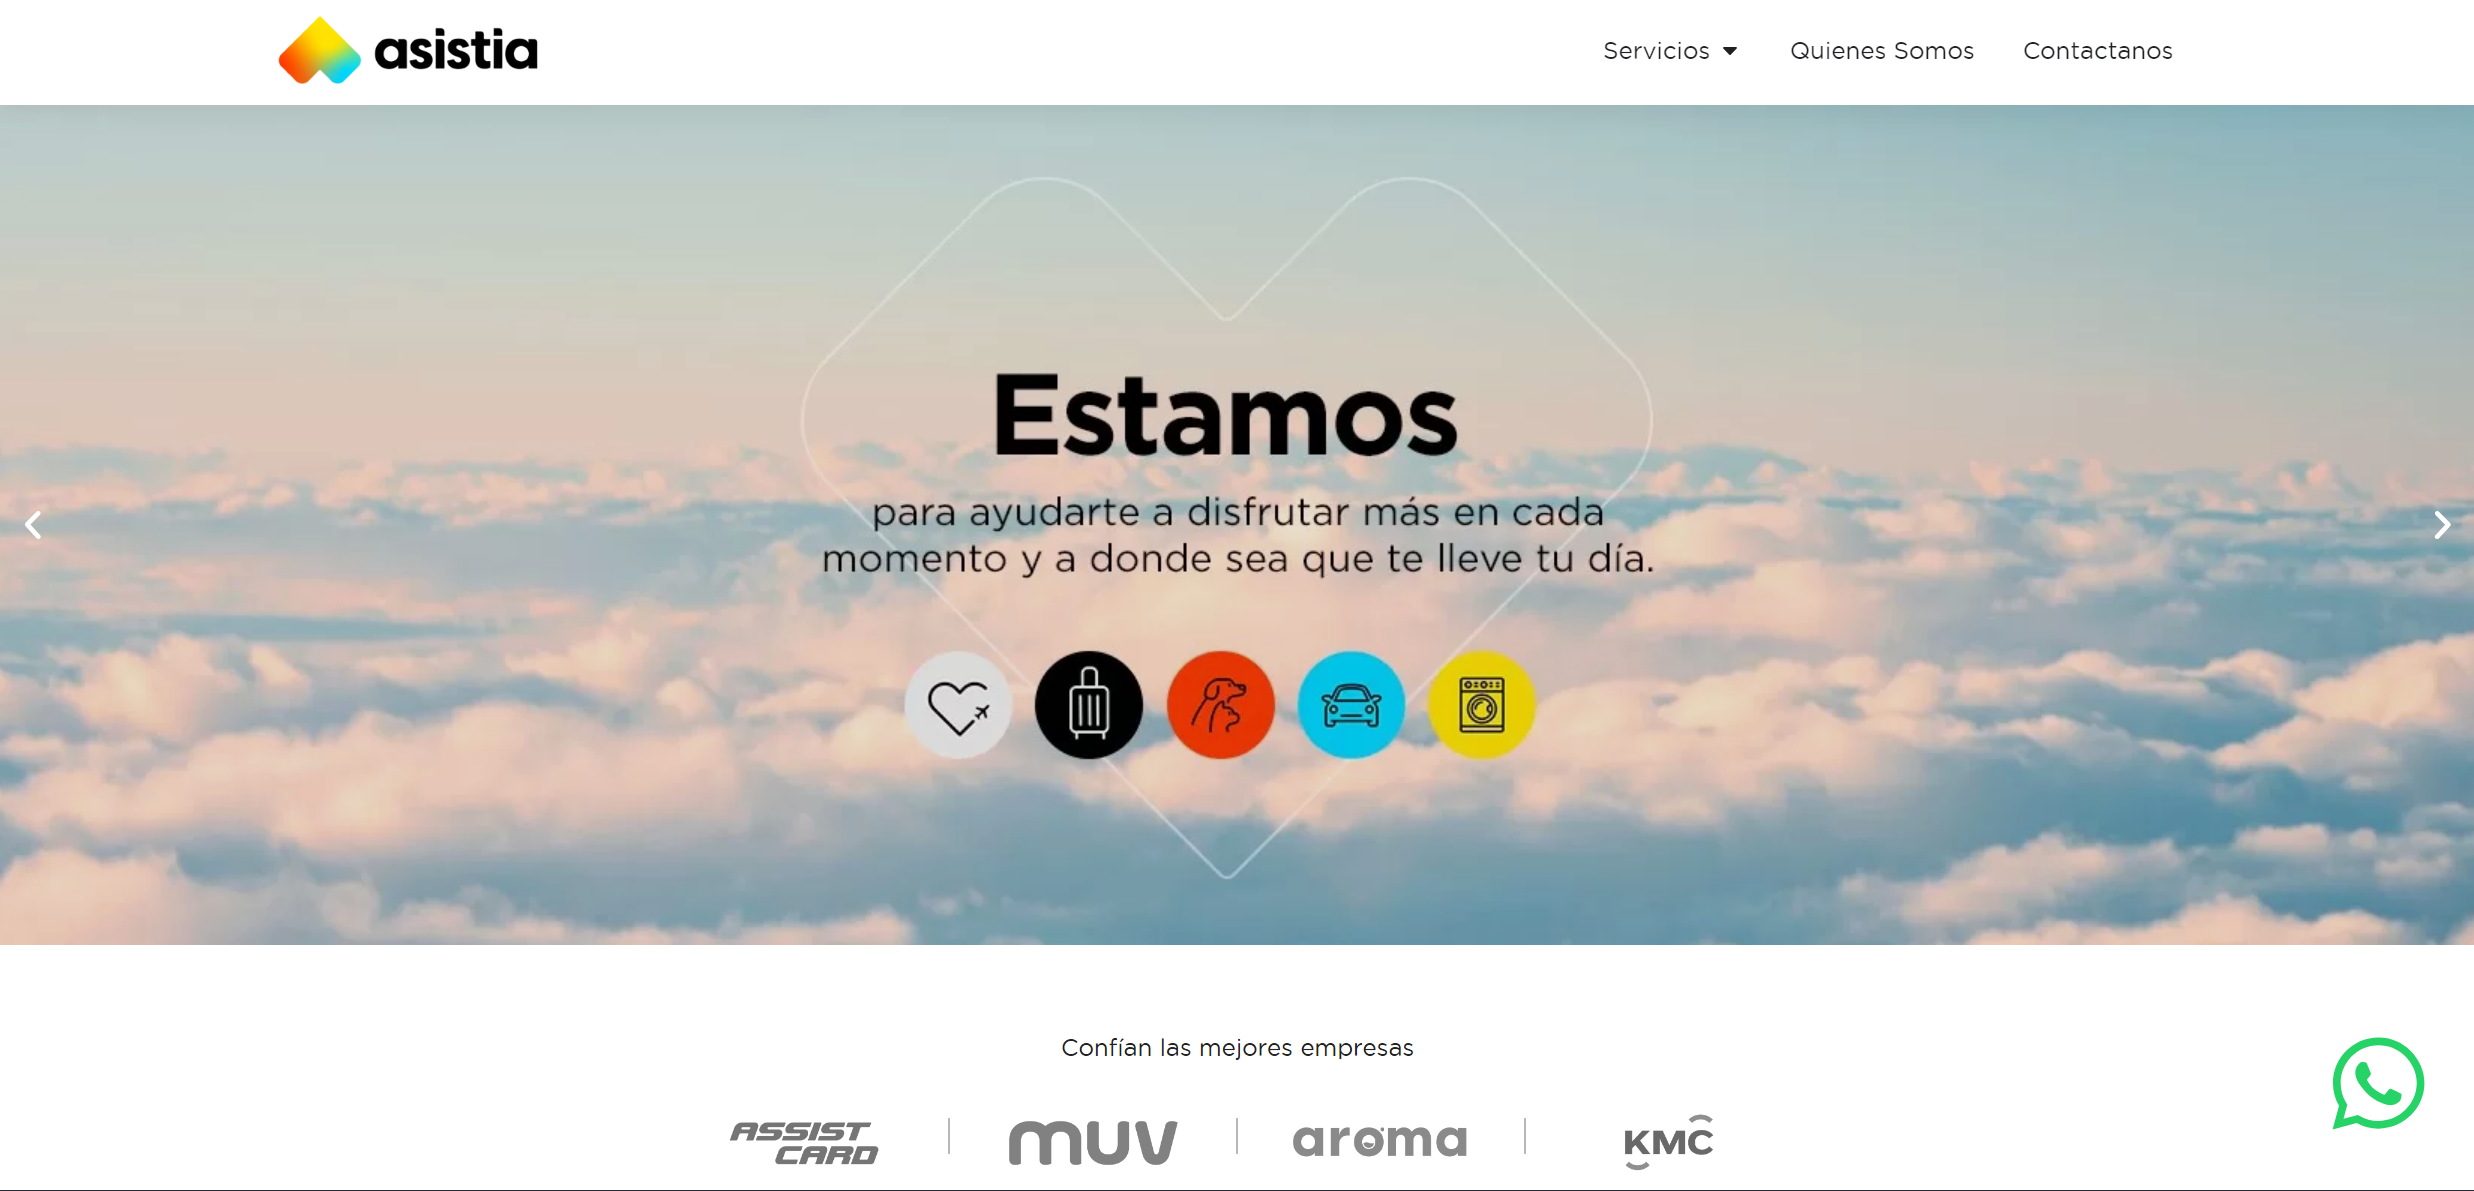 asistia
Servicios
Quienes Somos
Contactanos
Estamos
para ayudarte a disfrutar más en cada
momento y a donde sea que te lleve tu día.
Confían las mejores empresas
ASSIST
CARD
muv
aroma
KMC